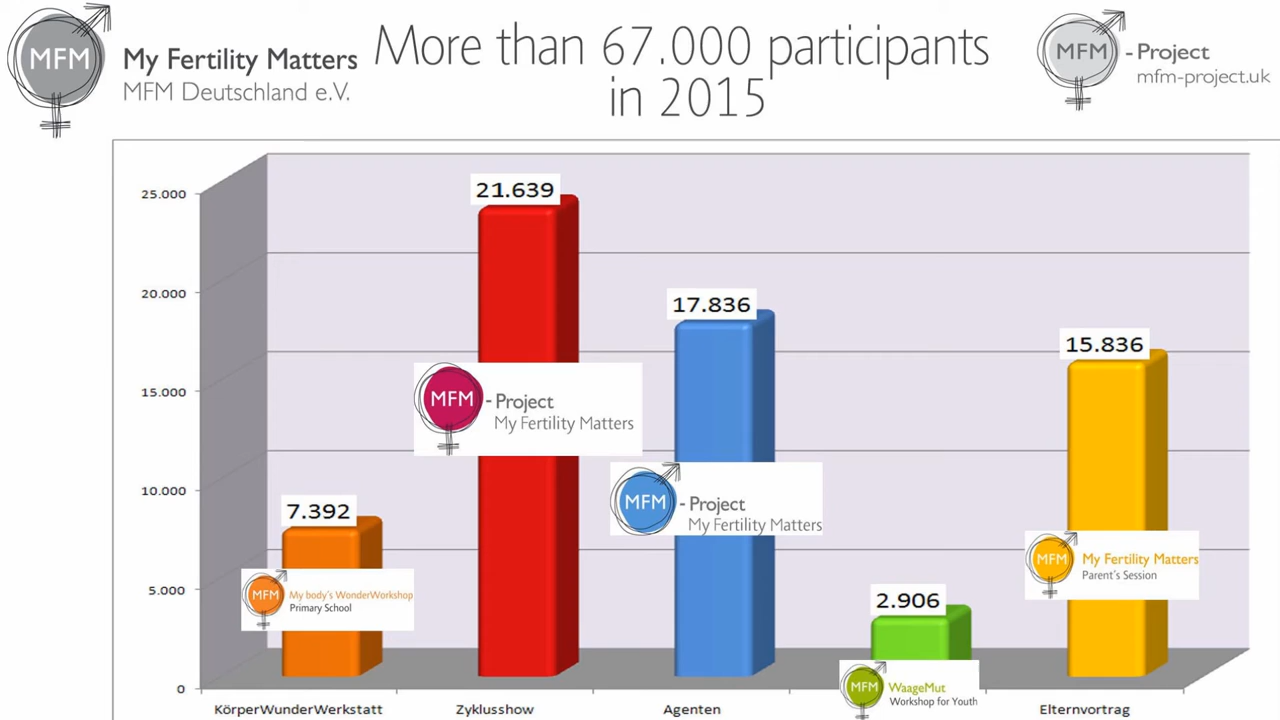 MFM
My Fertility Matters
MFM Deutschland e.V.
More than 67.000 participants
in 2015
MFM
-Project
mfm-project.uk
25.000
20.000
15.000
10.000
5.000
0
7.392
21.639
17.836
2.906
15.836
MFM
My body's WonderWorkshop
Primary School
MFM
-Project
My Fertility Matters
MFM
-Project
My Fertility Matters
MFM
WaageMut
Workshop for Youth
MFM
My Fertility Matters
Parent's Session
KörperWunderWerkstatt
Zyklusshow
Agenten
Elternvortrag